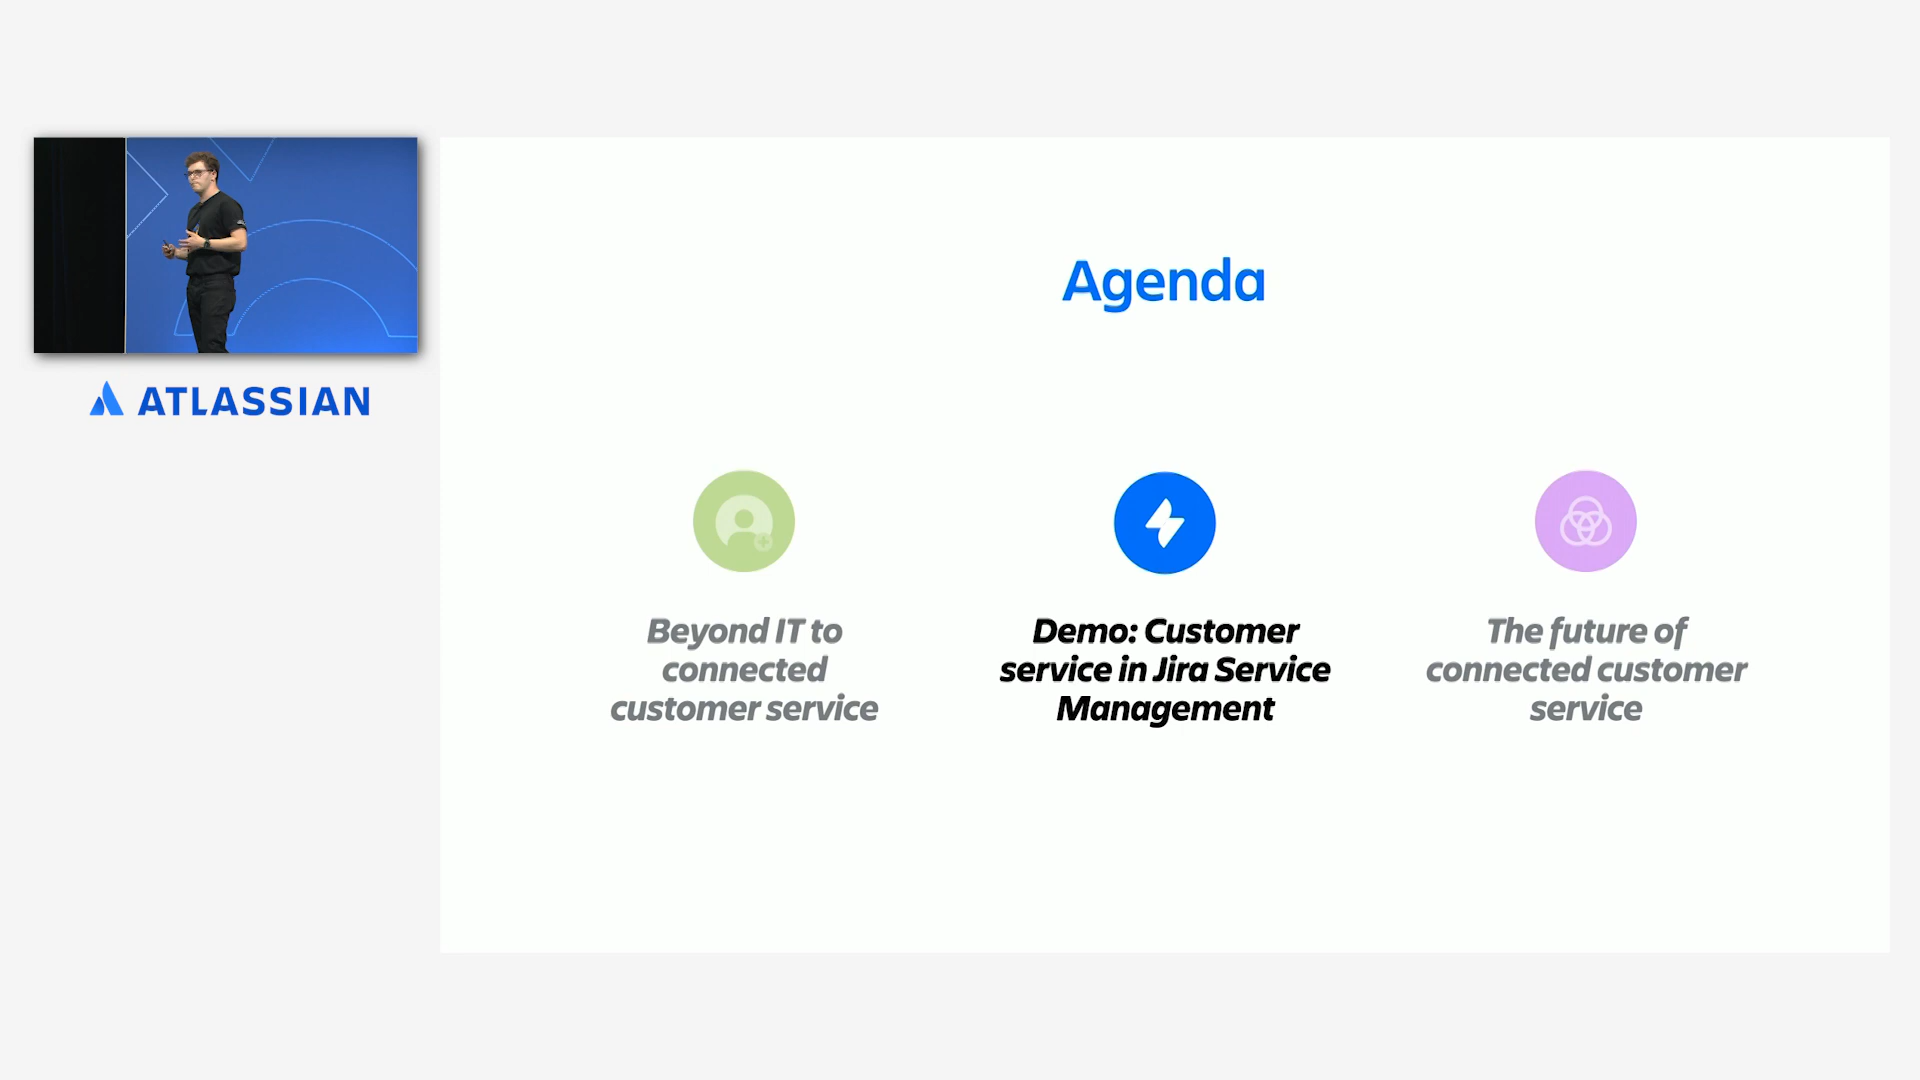 ATLASSIAN
Agenda
Beyond IT to
connected
customer service
Demo: Customer
service in Jira Service
Management
The future of
connected customer
service